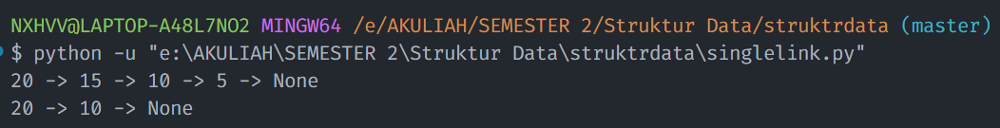 NXHVV@LAPTOP-A48L7NO2 MINGW64 /e/AKULIAH/SEMESTER 2/Struktur Data/struktrdata (master)
$ python -u "e:\AKULIAH\SEMESTER 2\Struktur Data\struktrdata\singlelink.py"
20 -> 15 -> 10 -> 5 -> None
20 -> 10 -> None